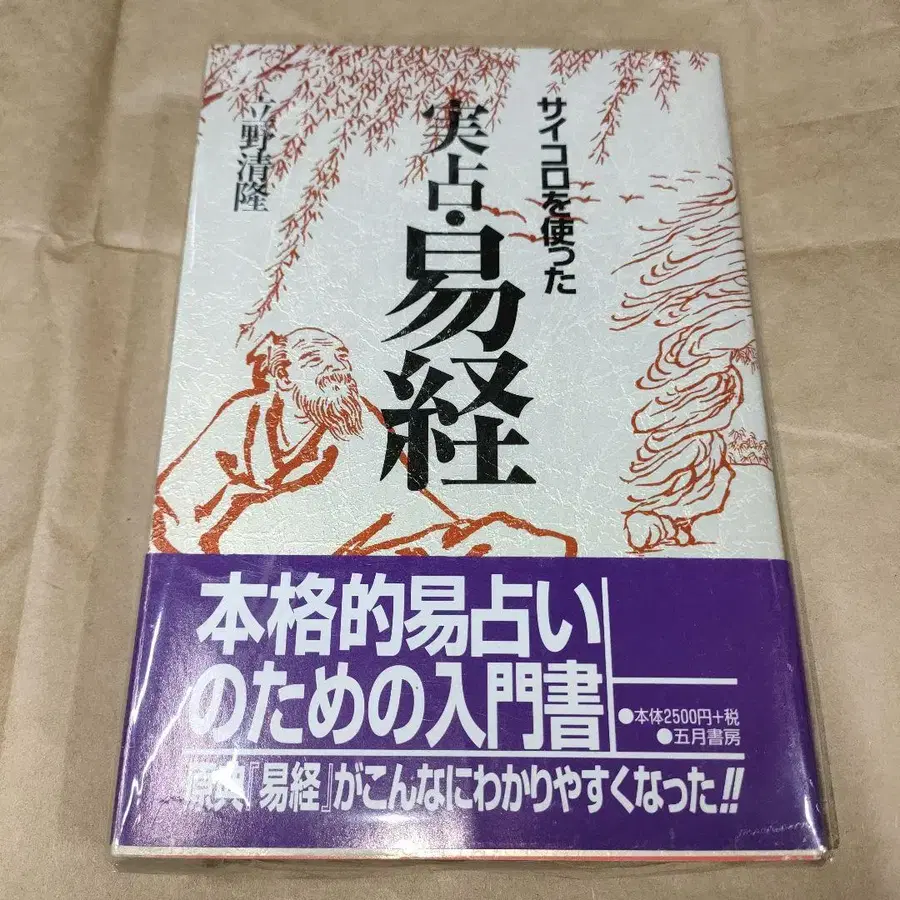 サイコロを使った
実占・易経
立野清隆
本格的易占い
のための入門書
●本体2500円+税
●五月書房
原典『易経』がこんなにわかりやすくなった!!